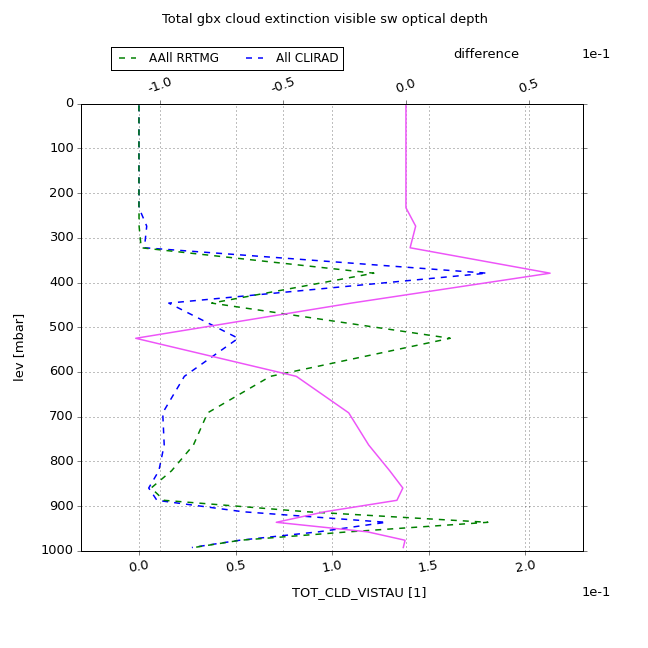 Total gbx cloud extinction visible sw optical depth
AAll RRTMG All CLIRAD
difference 1e-1
-1.0 -0.5 0.0 0.5
0
100
200
300
400
500
600
700
800
900
1000
lev [mbar]
0.0 0.5 1.0 1.5 2.0
TOT_CLD_VISTAU [1] 1e-1